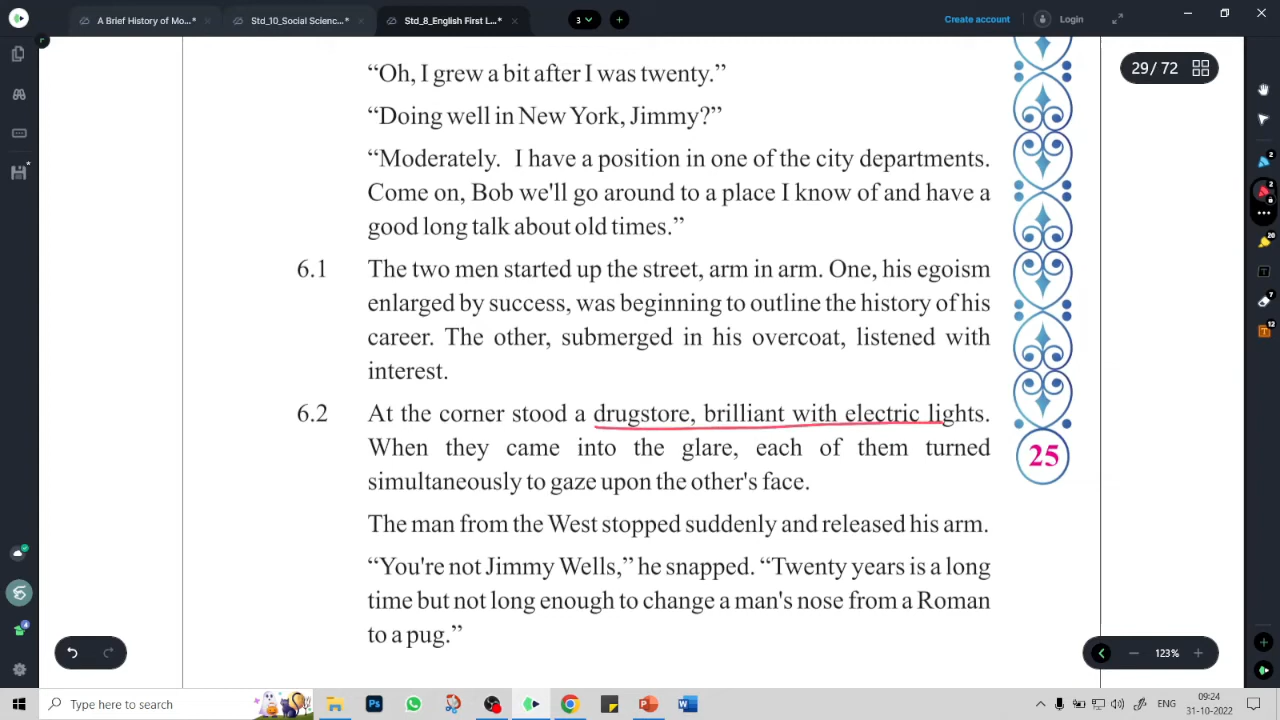 A Brief History of Mo...*
Std_10_Social Scienc...*
Std_8_English First L...*
3
Create account
Login
“Oh, I grew a bit after I was twenty.”
29/ 72
“Doing well in New York, Jimmy?”
“Moderately. I have a position in one of the city departments.
Come on, Bob we'll go around to a place I know of and have a
good long talk about old times.”
6.1 The two men started up the street, arm in arm. One, his egoism
enlarged by success, was beginning to outline the history of his
career. The other, submerged in his overcoat, listened with
interest.
6.2 At the corner stood a drugstore, brilliant with electric lights.
When they came into the glare, each of them turned
simultaneously to gaze upon the other's face.
25
The man from the West stopped suddenly and released his arm.
“You're not Jimmy Wells,” he snapped. “Twenty years is a long
time but not long enough to change a man's nose from a Roman
to a pug.”
123%
Type here to search
ENG
09:24
31-10-2022